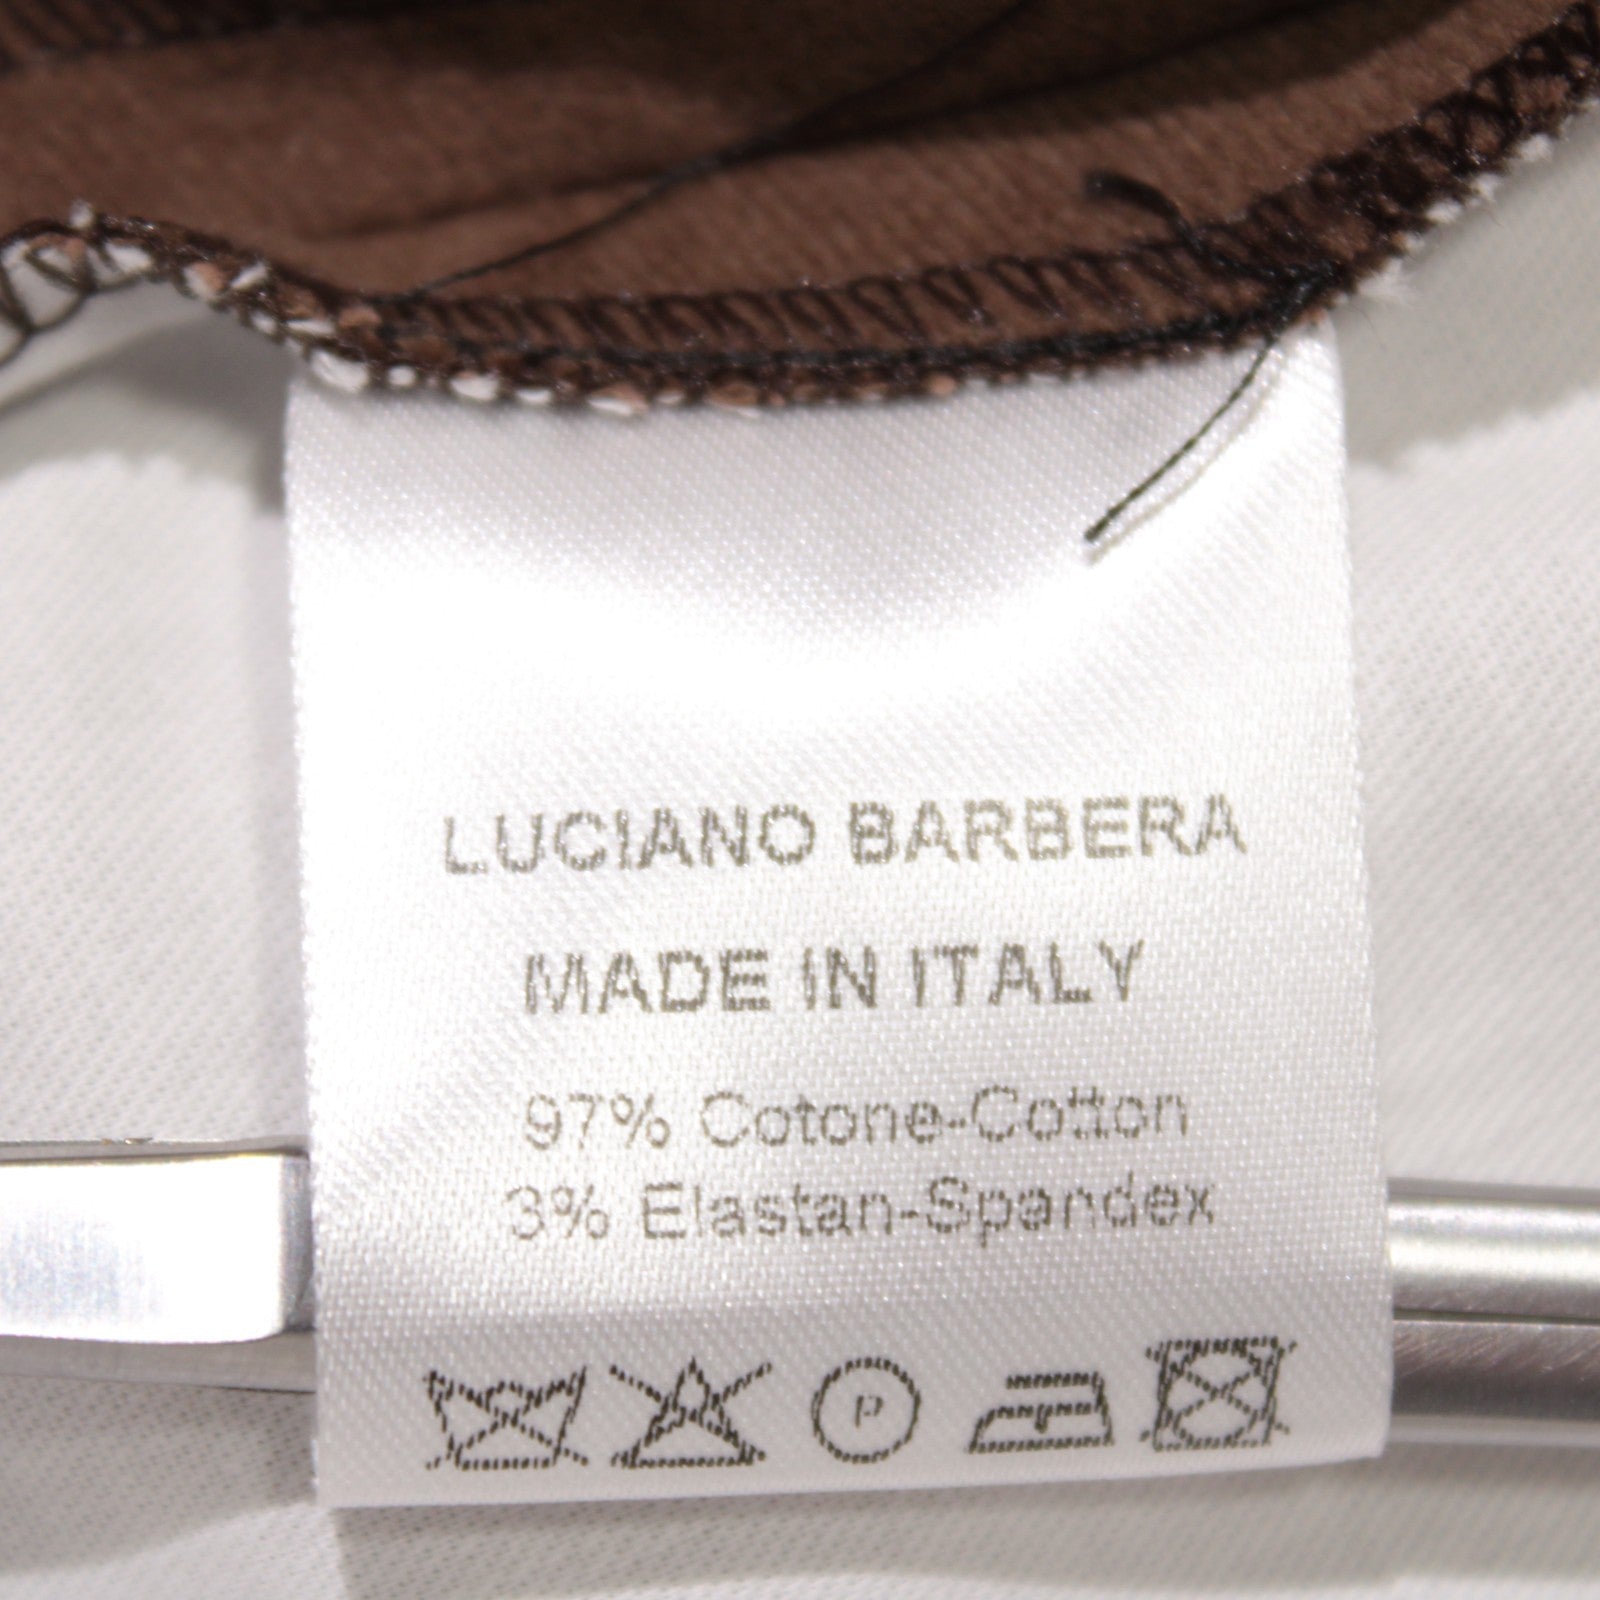 LUCIANO BARBERA
MADE IN ITALY
97% Cotone-Cotton
3% Elastan-Spandex
P